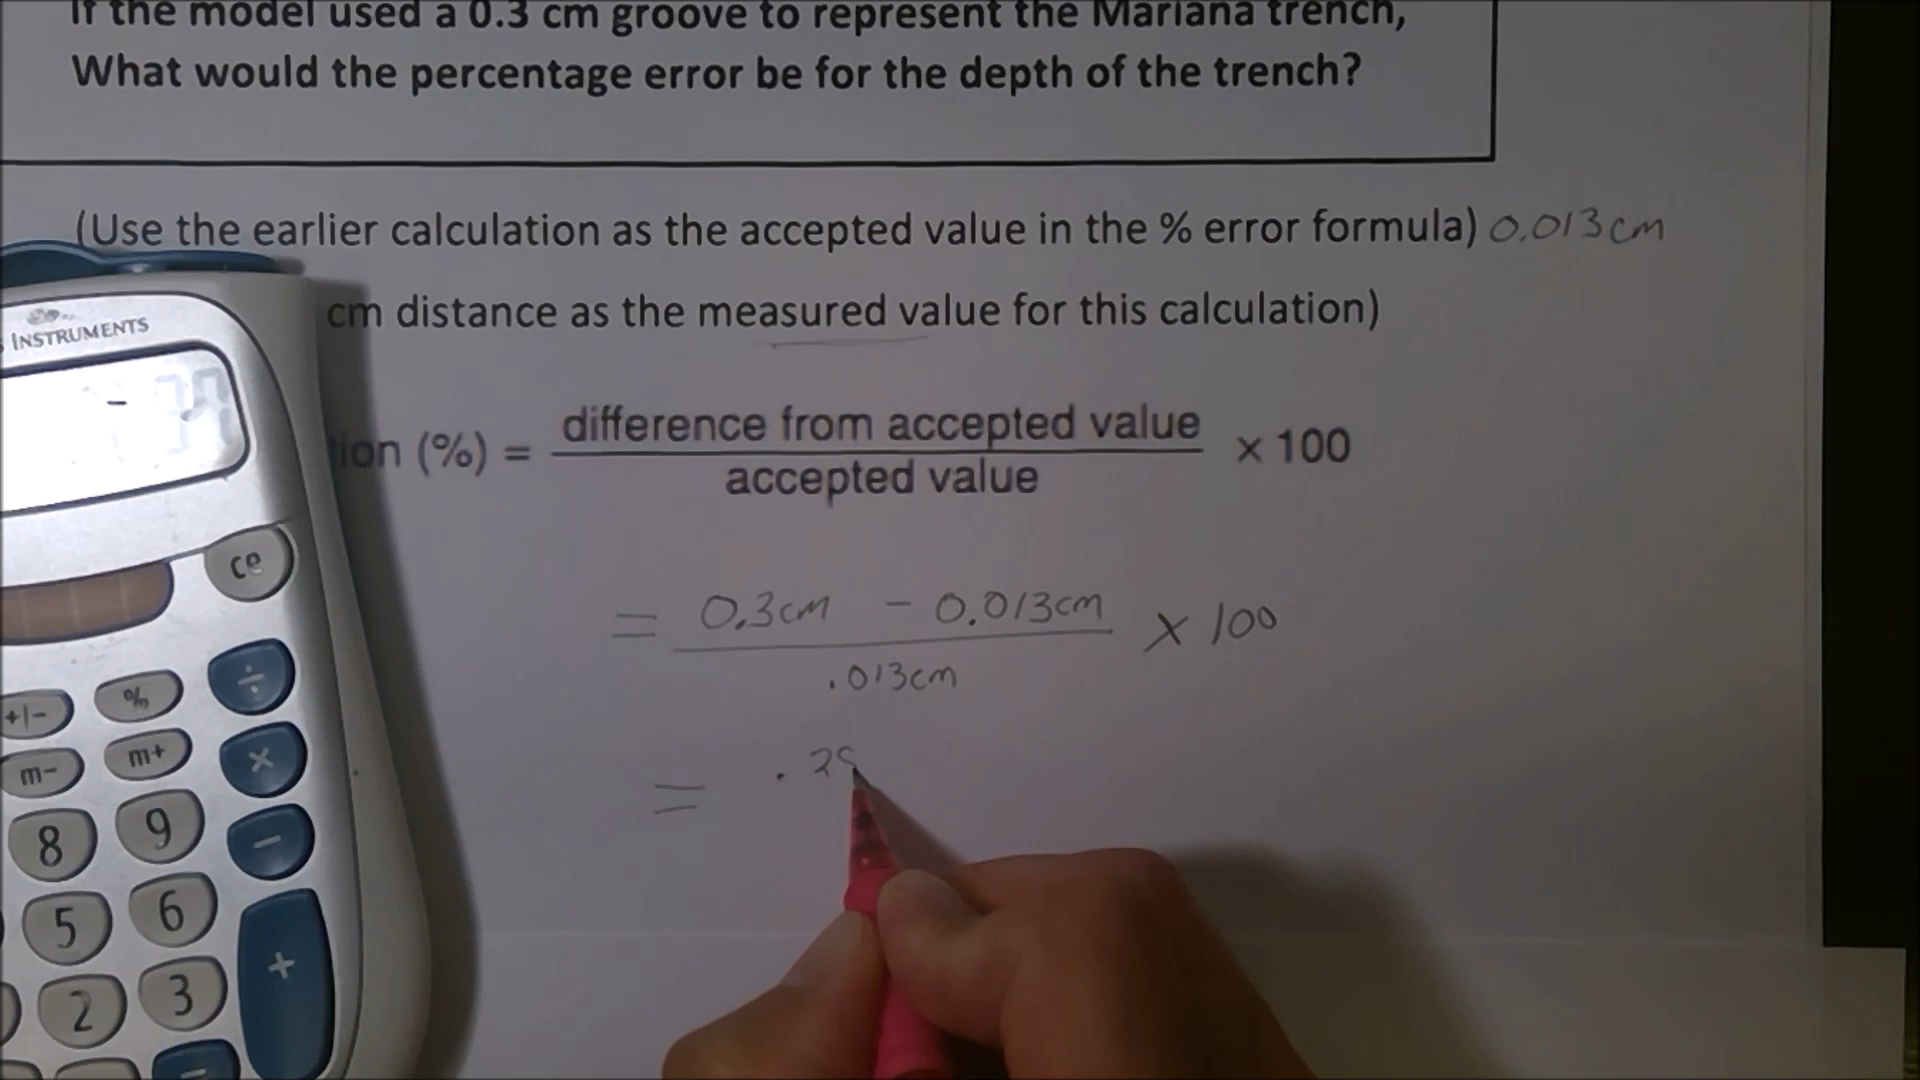 If the model used a 0.3 cm groove to represent the Mariana trench,
What would the percentage error be for the depth of the trench?
(Use the earlier calculation as the accepted value in the % error formula) 0.013cm
cm distance as the measured value for this calculation)
INSTRUMENTS
tion (%) = difference from accepted value × 100
accepted value
ce
= 0.3cm - 0.013cm × 100
.013cm
+|- % ÷
m- m+ ×
= . 28
8 9 -
5 6
2 3 +